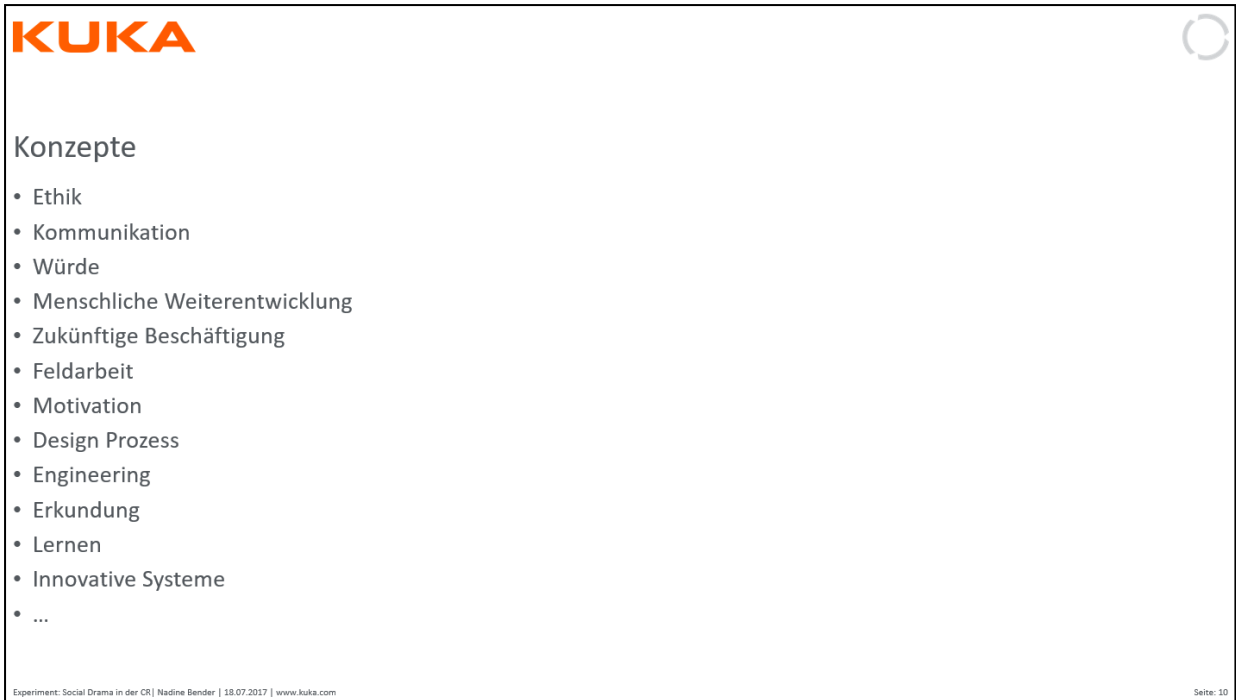 KUKA
Konzepte
• Ethik
• Kommunikation
• Würde
• Menschliche Weiterentwicklung
• Zukünftige Beschäftigung
• Feldarbeit
• Motivation
• Design Prozess
• Engineering
• Erkundung
• Lernen
• Innovative Systeme
• ...
Experiment: Social Drama in der CR| Nadine Bender | 18.07.2017 | www.kuka.com Seite: 10